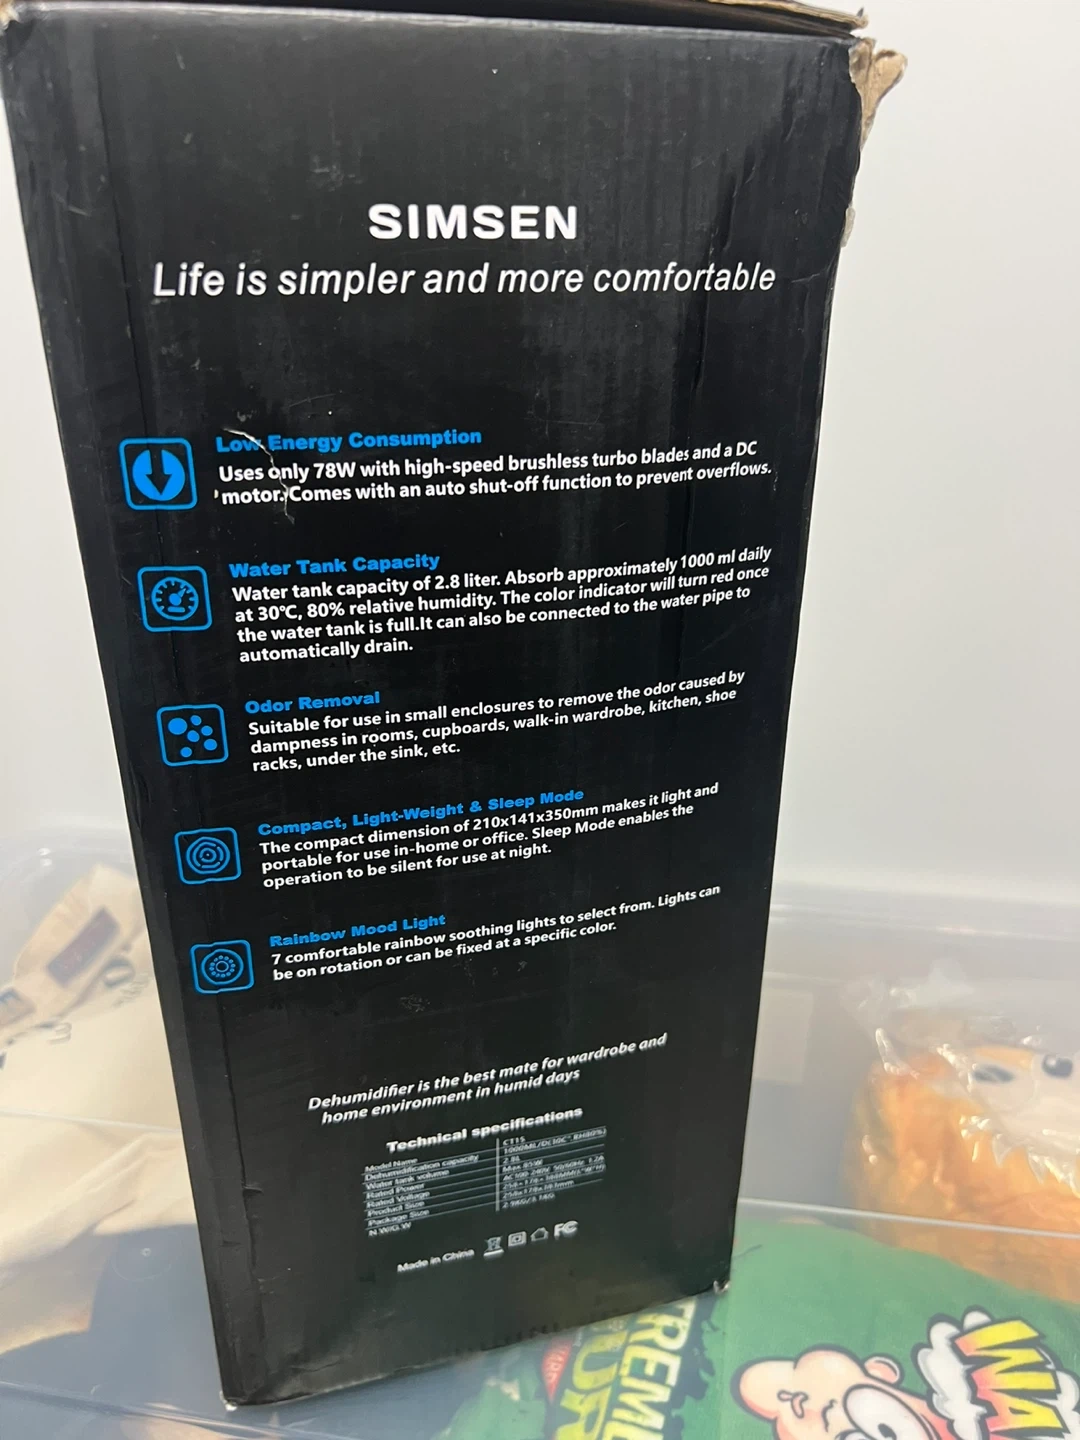 SIMSEN
Life is simpler and more comfortable
Low Energy Consumption
Uses only 78W with high-speed brushless turbo blades and a DC
motor. Comes with an auto shut-off function to prevent overflows.
Water Tank Capacity
Water tank capacity of 2.8 liter. Absorb approximately 1000 ml daily
at 30℃, 80% relative humidity. The color indicator will turn red once
the water tank is full.It can also be connected to the water pipe to
automatically drain.
Odor Removal
Suitable for use in small enclosures to remove the odor caused by
dampness in rooms, cupboards, walk-in wardrobe, kitchen, shoe
racks, under the sink, etc.
Compact, Light-Weight & Sleep Mode
The compact dimension of 210x141x350mm makes it light and
portable for use in-home or office. Sleep Mode enables the
operation to be silent for use at night.
Rainbow Mood Light
7 comfortable rainbow soothing lights to select from. Lights can
be on rotation or can be fixed at a specific color.
Dehumidifier is the best mate for wardrobe and
home environment in humid days
Technical specifications
Model Name CT15
Dehumidification capacity
Water tank volume 2.8L
Rated Power
Rated Voltage
Product Size
Package Size
N.W/G.W
Made in China FC